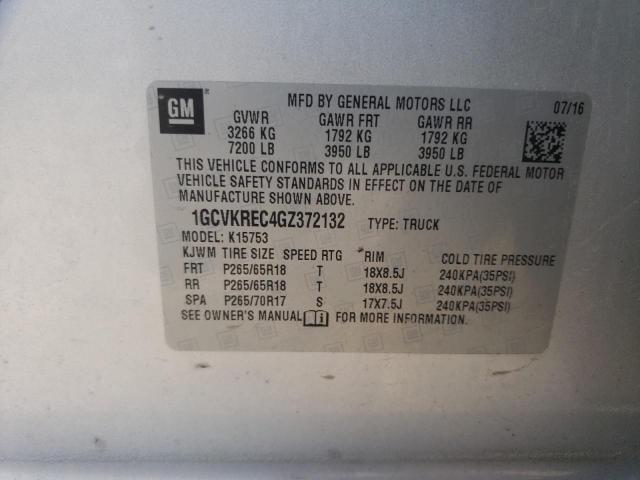 GM
MFD BY GENERAL MOTORS LLC 07/16
GVWR GAWR FRT GAWR RR
3266 KG 1792 KG 1792 KG
7200 LB 3950 LB 3950 LB
THIS VEHICLE CONFORMS TO ALL APPLICABLE U.S. FEDERAL MOTOR
VEHICLE SAFETY STANDARDS IN EFFECT ON THE DATE OF
MANUFACTURE SHOWN ABOVE.
1GCVKREC4GZ372132 TYPE: TRUCK
MODEL: K15753
KJWM TIRE SIZE SPEED RTG RIM COLD TIRE PRESSURE
FRT P265/65R18 T 18X8.5J 240KPA(35PSI)
RR P265/65R18 T 18X8.5J 240KPA(35PSI)
SPA P265/70R17 S 17X7.5J 240KPA(35PSI)
SEE OWNER'S MANUAL FOR MORE INFORMATION.